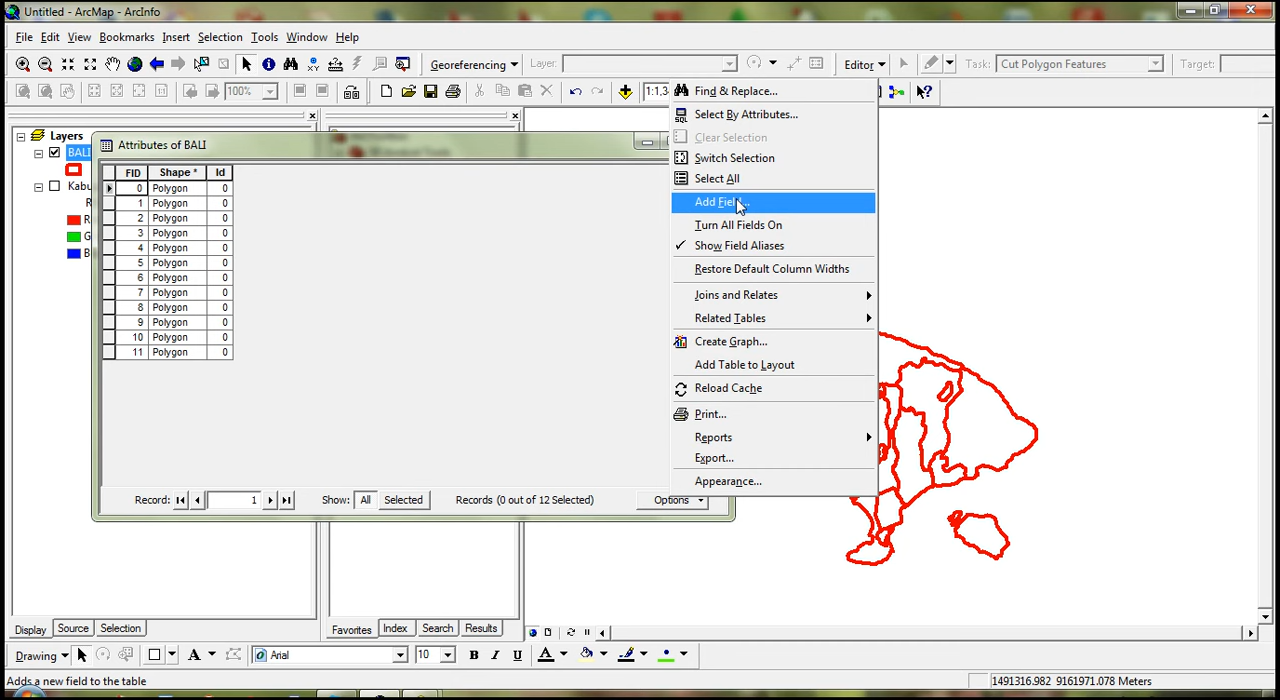 Untitled - ArcMap - ArcInfo
File Edit View Bookmarks Insert Selection Tools Window Help
Georeferencing Layer: Editor Task: Cut Polygon Features Target:
100%
Layers
BALI
Attributes of BALI
FID Shape * Id
0 Polygon 0
1 Polygon 0
2 Polygon 0
3 Polygon 0
4 Polygon 0
5 Polygon 0
6 Polygon 0
7 Polygon 0
8 Polygon 0
9 Polygon 0
10 Polygon 0
11 Polygon 0
Record: 1 Show: All Selected Records (0 out of 12 Selected) Options
Find & Replace...
Select By Attributes...
Clear Selection
Switch Selection
Select All
Add Field...
Turn All Fields On
Show Field Aliases
Restore Default Column Widths
Joins and Relates
Related Tables
Create Graph...
Add Table to Layout
Reload Cache
Print...
Reports
Export...
Appearance...
Display Source Selection
Favorites Index Search Results
Drawing A Arial 10 B I U A
Adds a new field to the table
1491316.982 9161971.078 Meters